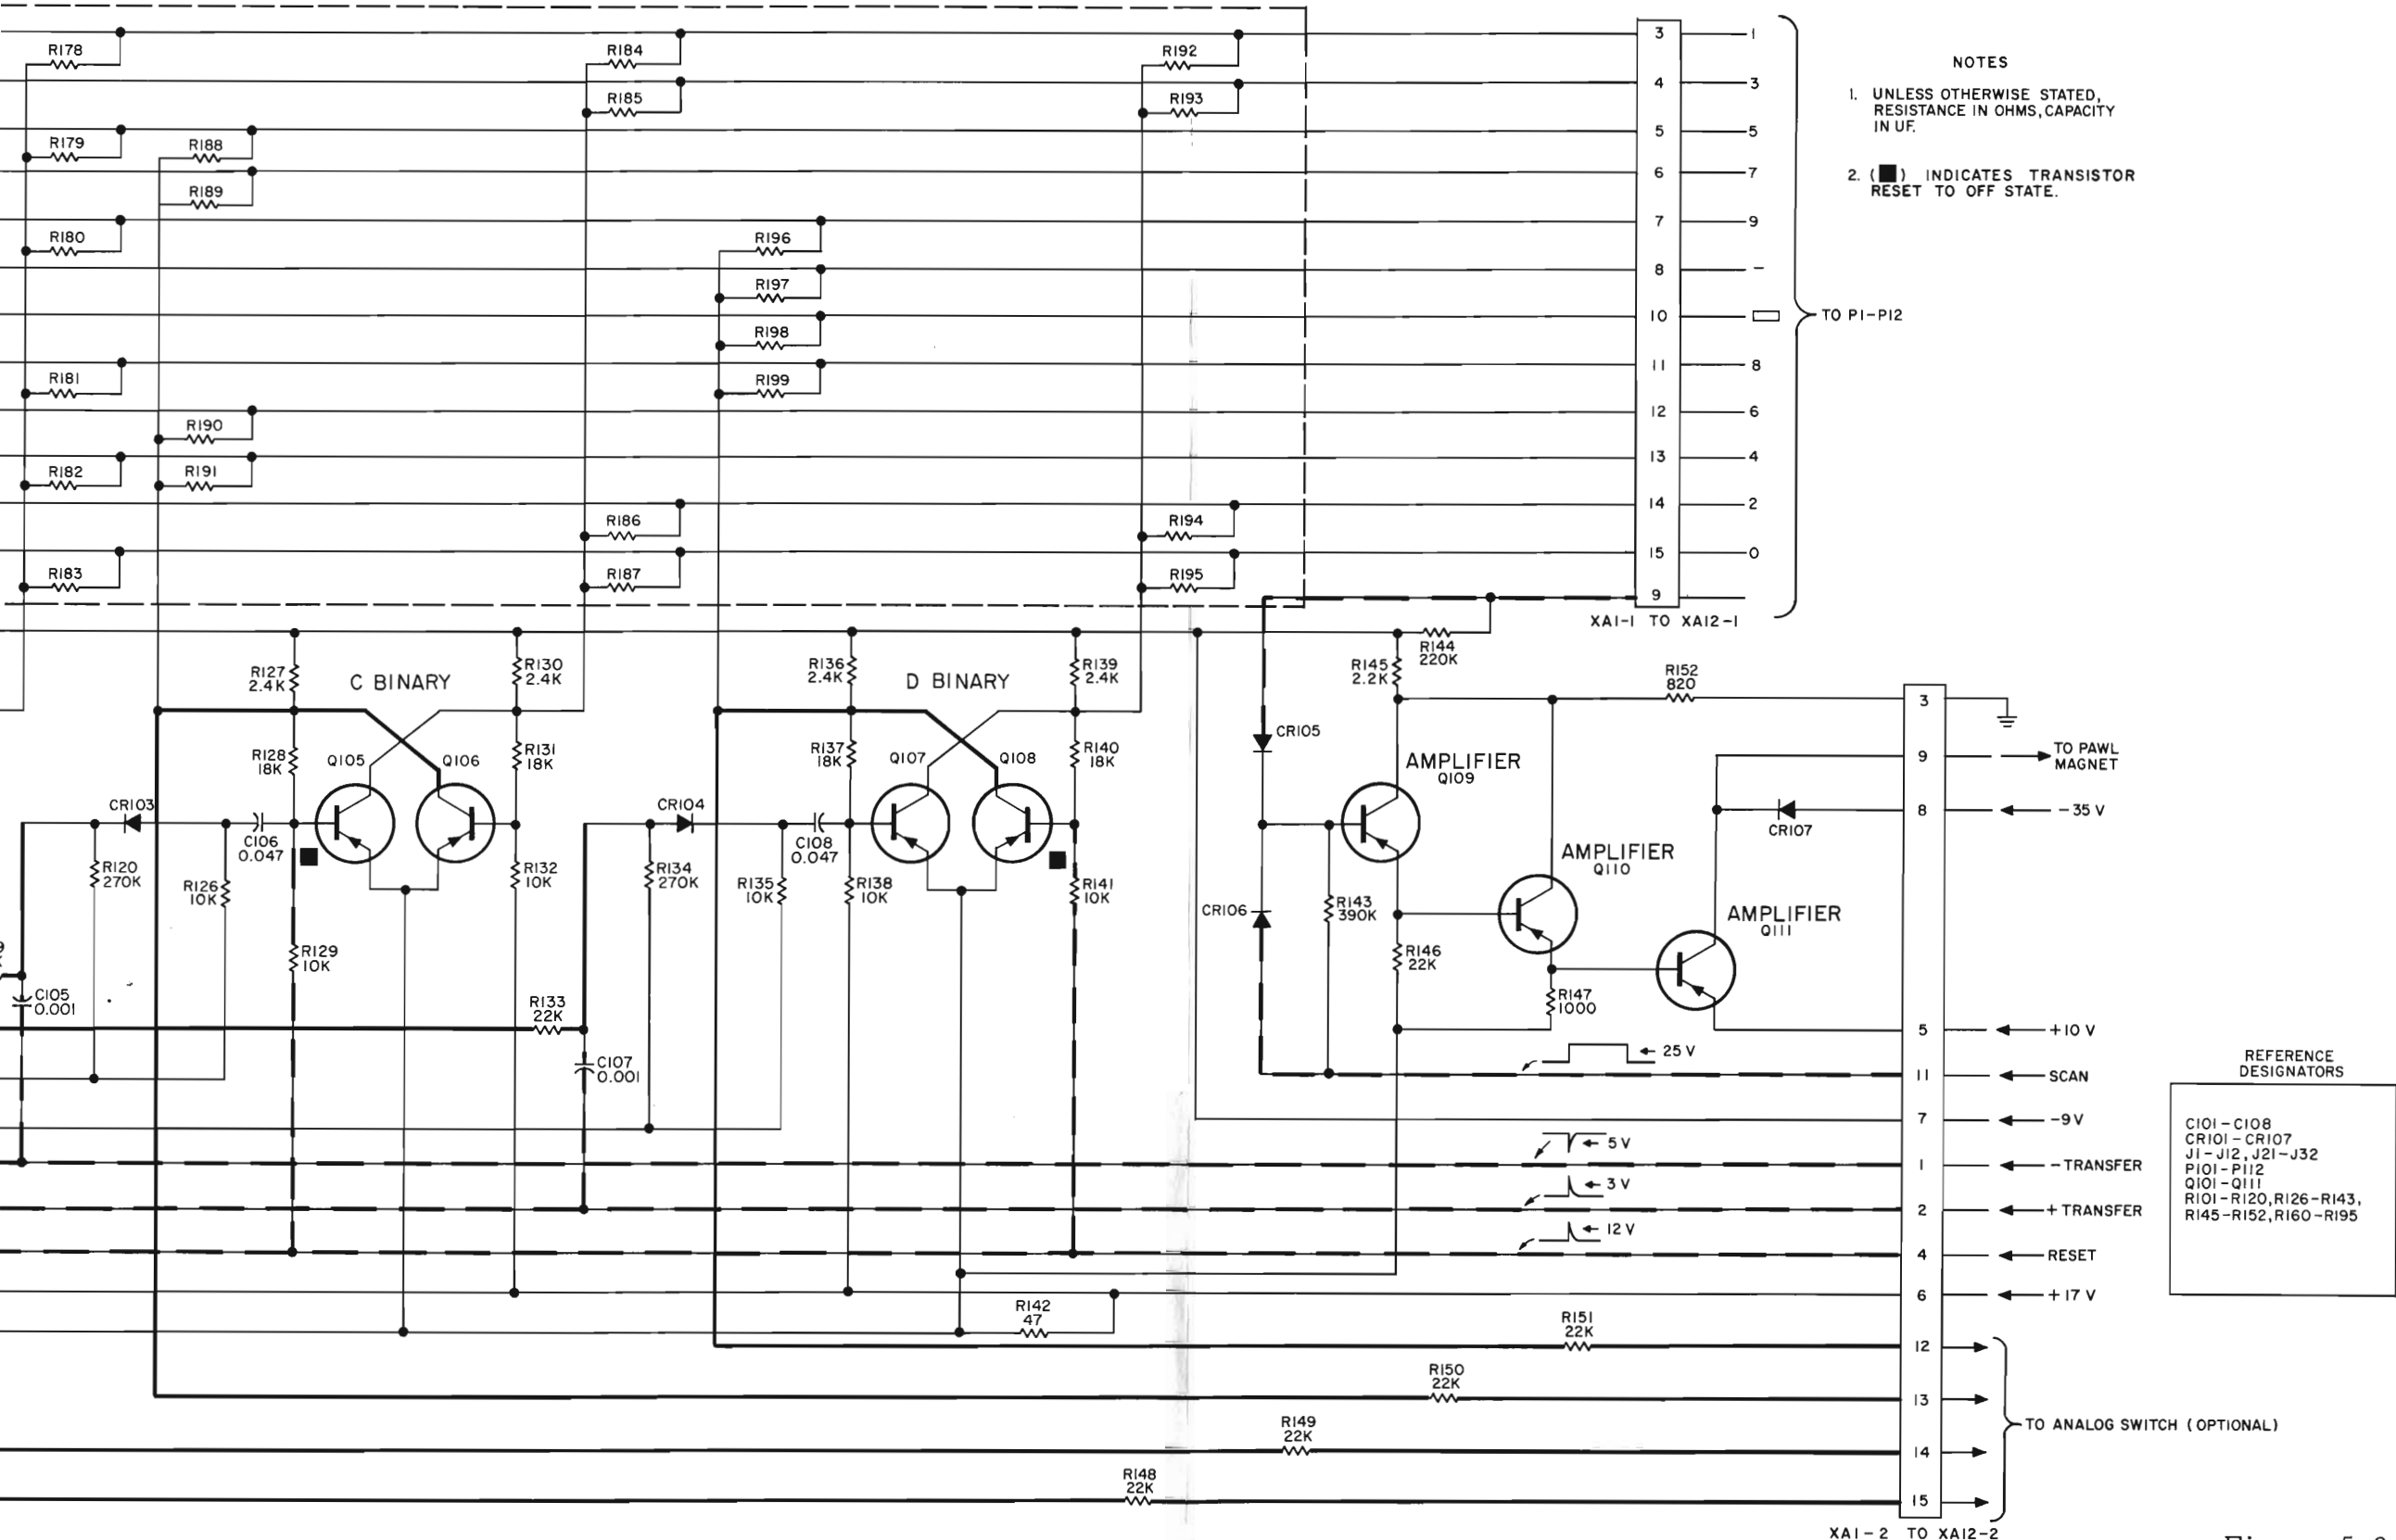 R178
R184
R192
3
1
NOTES
R185
R193
4
3
1. UNLESS OTHERWISE STATED,
RESISTANCE IN OHMS, CAPACITY
IN UF.
R179
R188
5
5
2. (■) INDICATES TRANSISTOR
RESET TO OFF STATE.
R189
6
7
R180
R196
7
9
R197
8
–
R198
10
TO P1-P12
R181
R199
11
8
R190
12
6
R182
R191
13
4
R186
R194
14
2
R183
R187
R195
15
0
9
XA1-1 TO XA12-1
R127
2.4K
C BINARY
R130
2.4K
R136
2.4K
D BINARY
R139
2.4K
R145
2.2K
R144
220K
R152
820
3
R128
18K
Q105
Q106
R131
18K
R137
18K
Q107
Q108
R140
18K
CR105
AMPLIFIER
Q109
9
TO PAWL
MAGNET
CR103
C106
0.047
CR104
C108
0.047
CR107
8
-35 V
R120
270K
R126
10K
R132
10K
R134
270K
R135
10K
R138
10K
R141
10K
CR106
R143
390K
AMPLIFIER
Q110
AMPLIFIER
Q111
R129
10K
R146
22K
C105
0.001
R133
22K
R147
1000
5
+10 V
C107
0.001
25 V
11
SCAN
7
-9 V
5 V
1
- TRANSFER
3 V
2
+ TRANSFER
12 V
4
RESET
6
+ 17 V
REFERENCE
DESIGNATORS
C101-C108
CR101-CR107
J1-J12, J21-J32
P101-P112
Q101-Q111
R101-R120, R126-R143,
R145-R152, R160-R195
R142
47
R151
22K
12
R150
22K
13
TO ANALOG SWITCH (OPTIONAL)
R149
22K
14
R148
22K
15
XA1-2 TO XA12-2